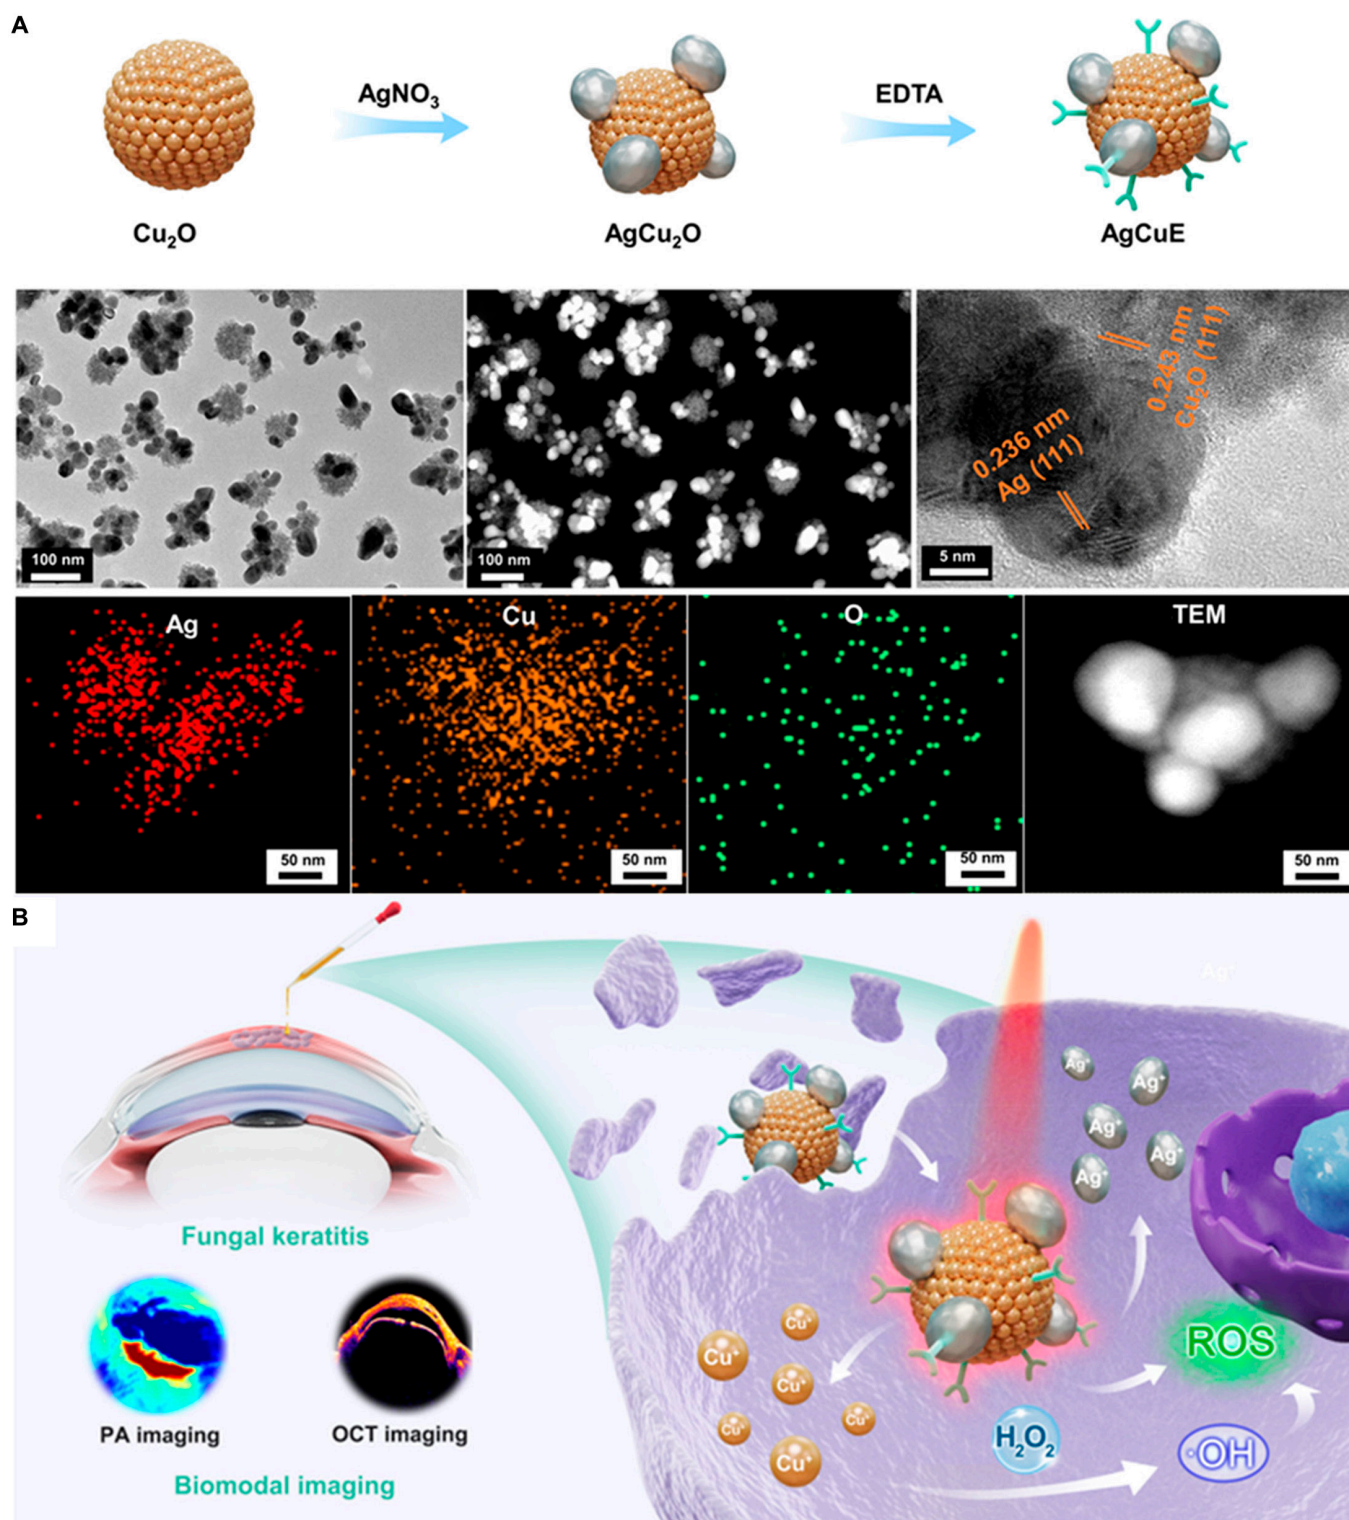 A
AgNO₃
EDTA
Cu₂O
AgCu₂O
AgCuE
0.243 nm
Cu₂O (111)
0.236 nm
Ag (111)
100 nm
100 nm
5 nm
Ag
Cu
O
TEM
50 nm
50 nm
50 nm
50 nm
B
Ag⁺
Ag⁺
Ag⁺
Ag⁺
Ag⁺
Ag⁺
Fungal keratitis
Cu⁺
Cu⁺
Cu⁺
Cu⁺
Cu⁺
Cu⁺
ROS
H₂O₂
·OH
PA imaging
OCT imaging
Biomodal imaging